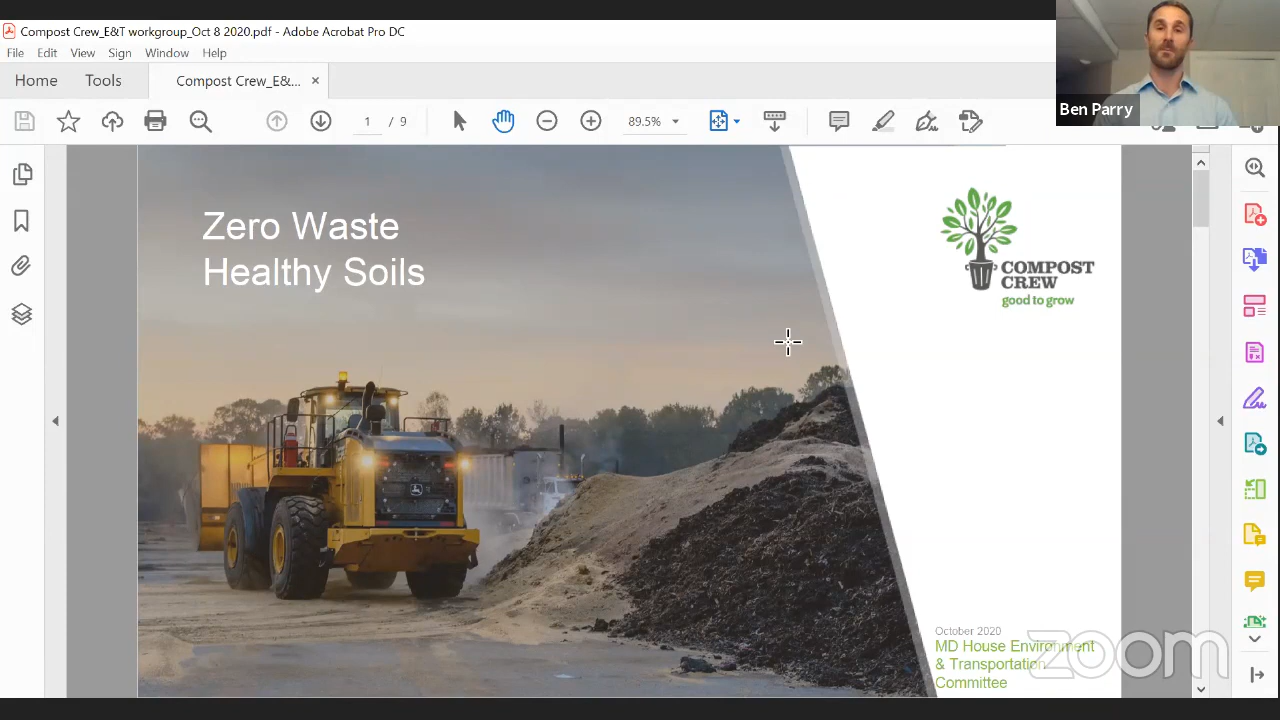 Compost Crew_E&T workgroup_Oct 8 2020.pdf - Adobe Acrobat Pro DC
File Edit View Sign Window Help
Home Tools Compost Crew_E&... ×
1 / 9 89.5%
Ben Parry
Zero Waste
Healthy Soils
COMPOST
CREW
good to grow
October 2020
MD House Environment
& Transportation
Committee
zoom